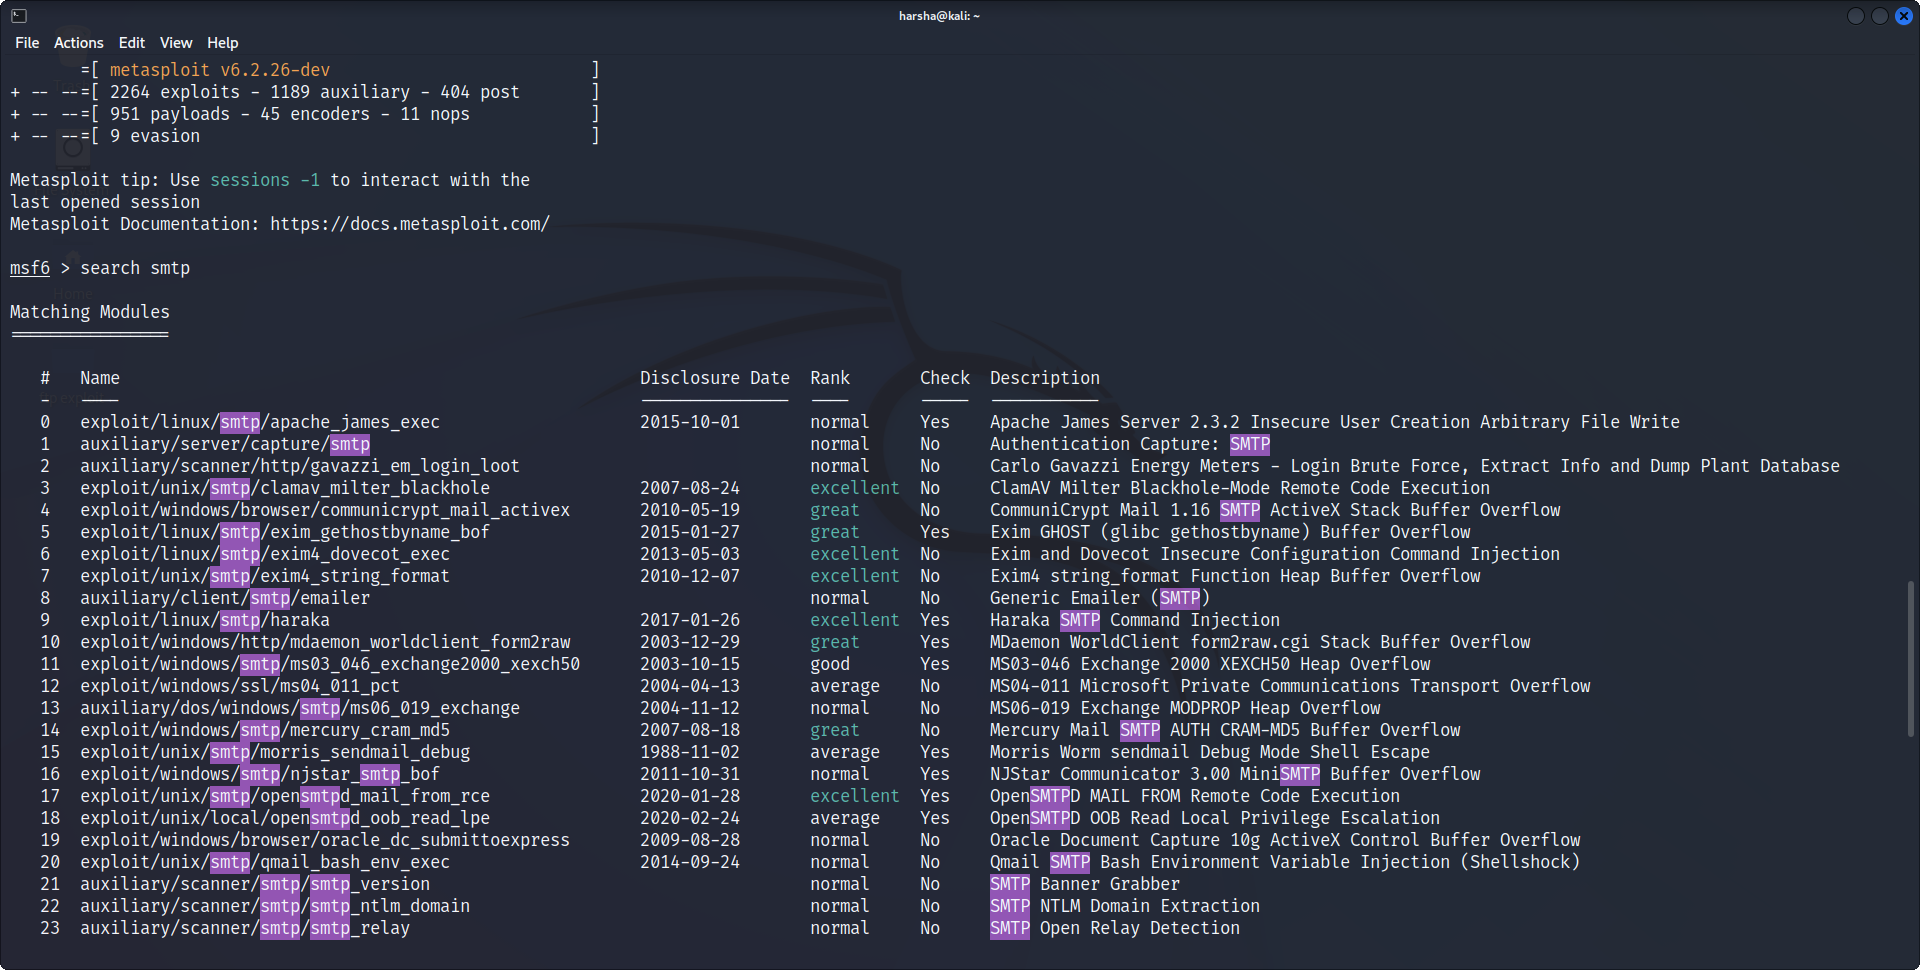 harsha@kali: ~
File Actions Edit View Help
=[ metasploit v6.2.26-dev ]
+ -- --=[ 2264 exploits - 1189 auxiliary - 404 post ]
+ -- --=[ 951 payloads - 45 encoders - 11 nops ]
+ -- --=[ 9 evasion ]
Metasploit tip: Use sessions -1 to interact with the
last opened session
Metasploit Documentation: https://docs.metasploit.com/
msf6 > search smtp
Matching Modules
================
# Name Disclosure Date Rank Check Description
- ---- --------------- ---- ----- -----------
0 exploit/linux/smtp/apache_james_exec 2015-10-01 normal Yes Apache James Server 2.3.2 Insecure User Creation Arbitrary File Write
1 auxiliary/server/capture/smtp normal No Authentication Capture: SMTP
2 auxiliary/scanner/http/gavazzi_em_login_loot normal No Carlo Gavazzi Energy Meters - Login Brute Force, Extract Info and Dump Plant Database
3 exploit/unix/smtp/clamav_milter_blackhole 2007-08-24 excellent No ClamAV Milter Blackhole-Mode Remote Code Execution
4 exploit/windows/browser/communicrypt_mail_activex 2010-05-19 great No CommuniCrypt Mail 1.16 SMTP ActiveX Stack Buffer Overflow
5 exploit/linux/smtp/exim_gethostbyname_bof 2015-01-27 great Yes Exim GHOST (glibc gethostbyname) Buffer Overflow
6 exploit/linux/smtp/exim4_dovecot_exec 2013-05-03 excellent No Exim and Dovecot Insecure Configuration Command Injection
7 exploit/unix/smtp/exim4_string_format 2010-12-07 excellent No Exim4 string_format Function Heap Buffer Overflow
8 auxiliary/client/smtp/emailer normal No Generic Emailer (SMTP)
9 exploit/linux/smtp/haraka 2017-01-26 excellent Yes Haraka SMTP Command Injection
10 exploit/windows/http/mdaemon_worldclient_form2raw 2003-12-29 great Yes MDaemon WorldClient form2raw.cgi Stack Buffer Overflow
11 exploit/windows/smtp/ms03_046_exchange2000_xexch50 2003-10-15 good Yes MS03-046 Exchange 2000 XEXCH50 Heap Overflow
12 exploit/windows/ssl/ms04_011_pct 2004-04-13 average No MS04-011 Microsoft Private Communications Transport Overflow
13 auxiliary/dos/windows/smtp/ms06_019_exchange 2004-11-12 normal No MS06-019 Exchange MODPROP Heap Overflow
14 exploit/windows/smtp/mercury_cram_md5 2007-08-18 great No Mercury Mail SMTP AUTH CRAM-MD5 Buffer Overflow
15 exploit/unix/smtp/morris_sendmail_debug 1988-11-02 average Yes Morris Worm sendmail Debug Mode Shell Escape
16 exploit/windows/smtp/njstar_smtp_bof 2011-10-31 normal Yes NJStar Communicator 3.00 MiniSMTP Buffer Overflow
17 exploit/unix/smtp/opensmtpd_mail_from_rce 2020-01-28 excellent Yes OpenSMTPD MAIL FROM Remote Code Execution
18 exploit/unix/local/opensmtpd_oob_read_lpe 2020-02-24 average Yes OpenSMTPD OOB Read Local Privilege Escalation
19 exploit/windows/browser/oracle_dc_submittoexpress 2009-08-28 normal No Oracle Document Capture 10g ActiveX Control Buffer Overflow
20 exploit/unix/smtp/qmail_bash_env_exec 2014-09-24 normal No Qmail SMTP Bash Environment Variable Injection (Shellshock)
21 auxiliary/scanner/smtp/smtp_version normal No SMTP Banner Grabber
22 auxiliary/scanner/smtp/smtp_ntlm_domain normal No SMTP NTLM Domain Extraction
23 auxiliary/scanner/smtp/smtp_relay normal No SMTP Open Relay Detection